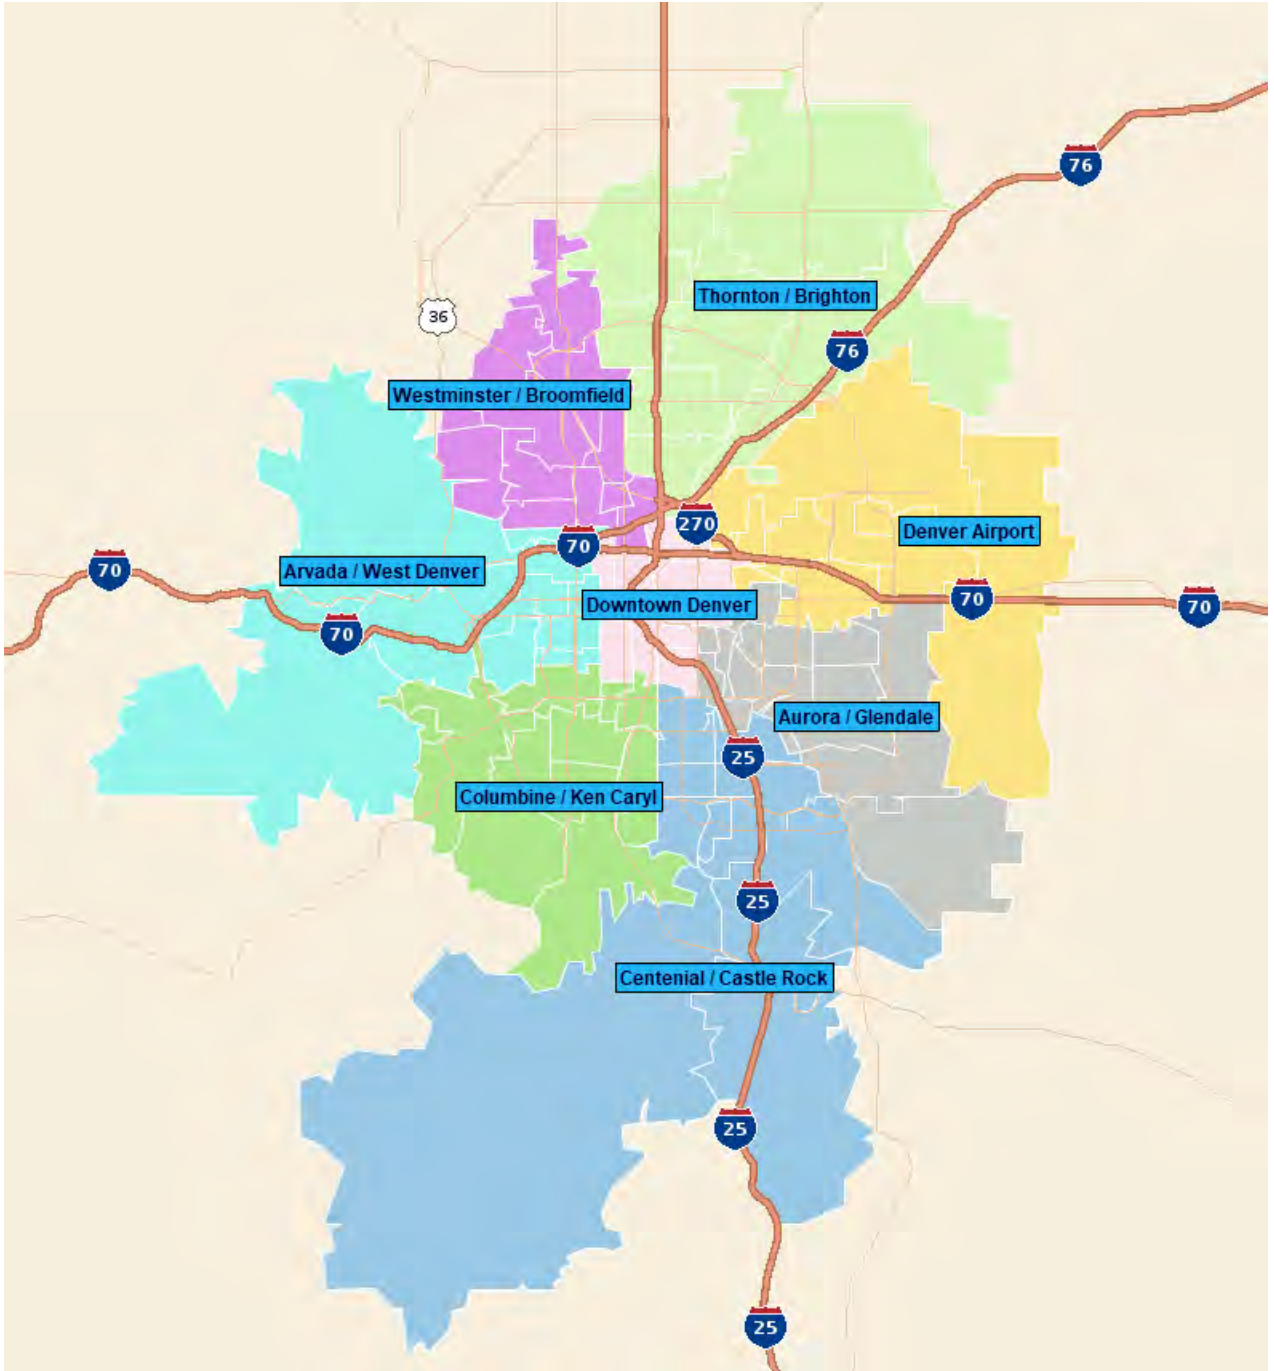 76
Thornton / Brighton
36
76
Westminster / Broomfield
270
Denver Airport
70
70
Arvada / West Denver
70
70
Downtown Denver
70
Aurora / Glendale
25
Columbine / Ken Caryl
25
Centenial / Castle Rock
25
25